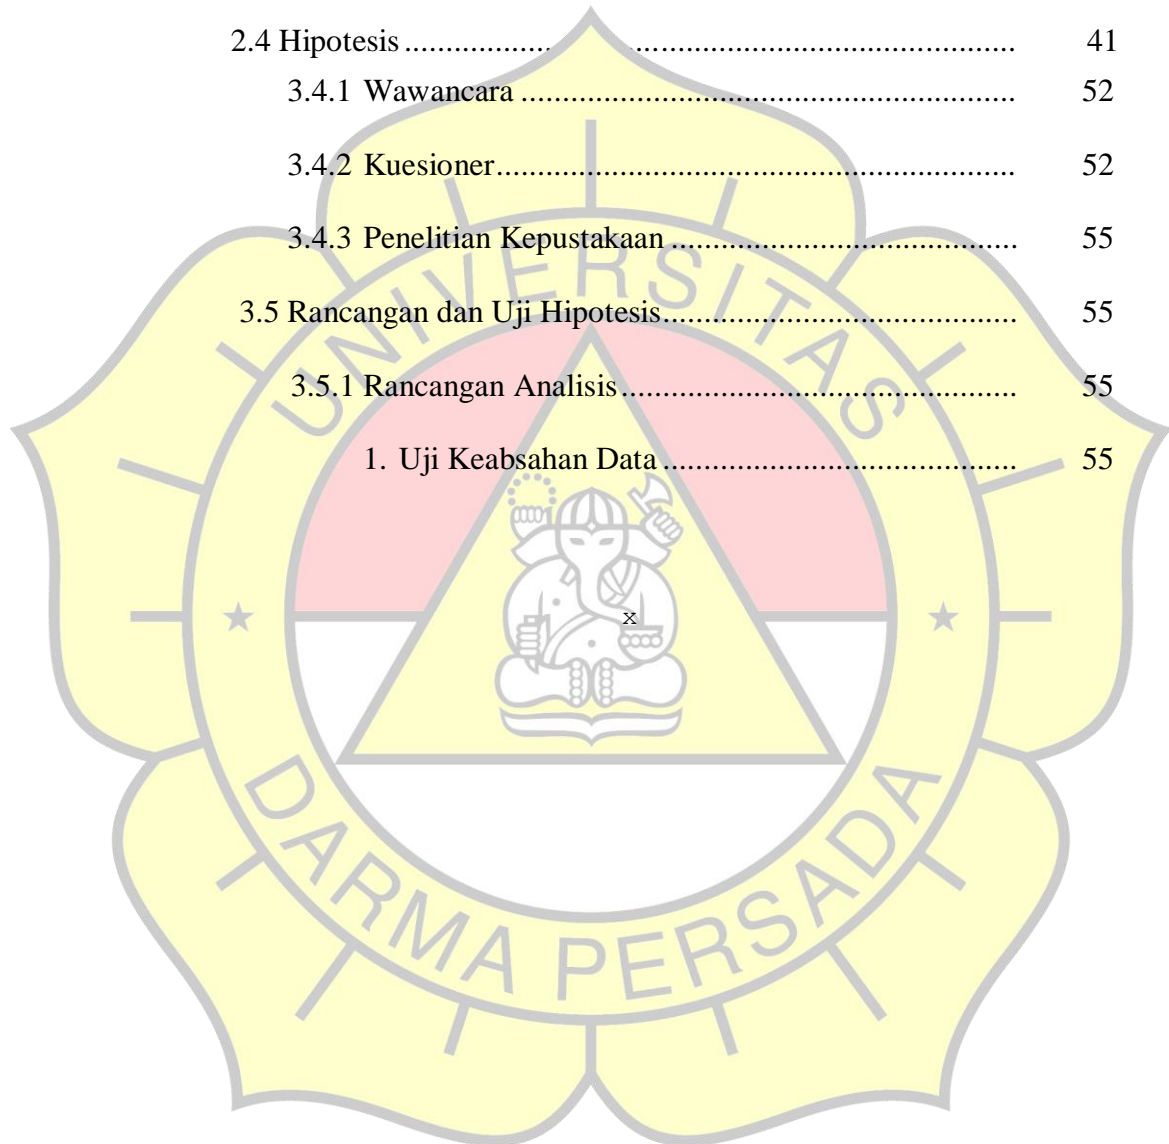 2.4 Hipotesis............................................................................ 41
3.4.1 Wawancara ............................................................. 52
3.4.2 Kuesioner................................................................ 52
3.4.3 Penelitian Kepustakaan .......................................... 55
3.5 Rancangan dan Uji Hipotesis........................................... 55
3.5.1 Rancangan Analisis................................................ 55
1. Uji Keabsahan Data ........................................... 55
x
UNIVERSITAS
DARMA PERSADA